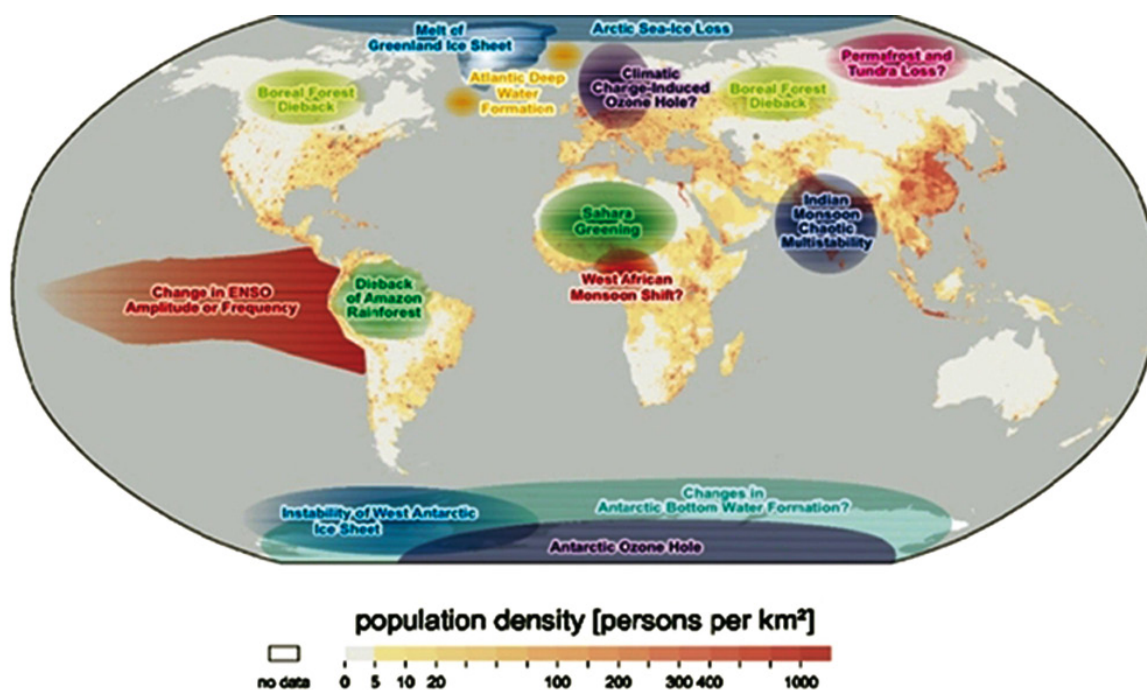 Melt of
Greenland Ice Sheet
Arctic Sea-Ice Loss
Atlantic Deep
Water
Formation
Climatic
Change-Induced
Ozone Hole?
Permafrost and
Tundra Loss?
Boreal Forest
Dieback
Boreal Forest
Dieback
Sahara
Greening
Indian
Monsoon
Chaotic
Multistability
West African
Monsoon Shift?
Change in ENSO
Amplitude or Frequency
Dieback
of Amazon
Rainforest
Changes in
Antarctic Bottom Water Formation?
Instability of West Antarctic
Ice Sheet
Antarctic Ozone Hole
population density [persons per km²]
no data
0 5 10 20 100 200 300 400 1000